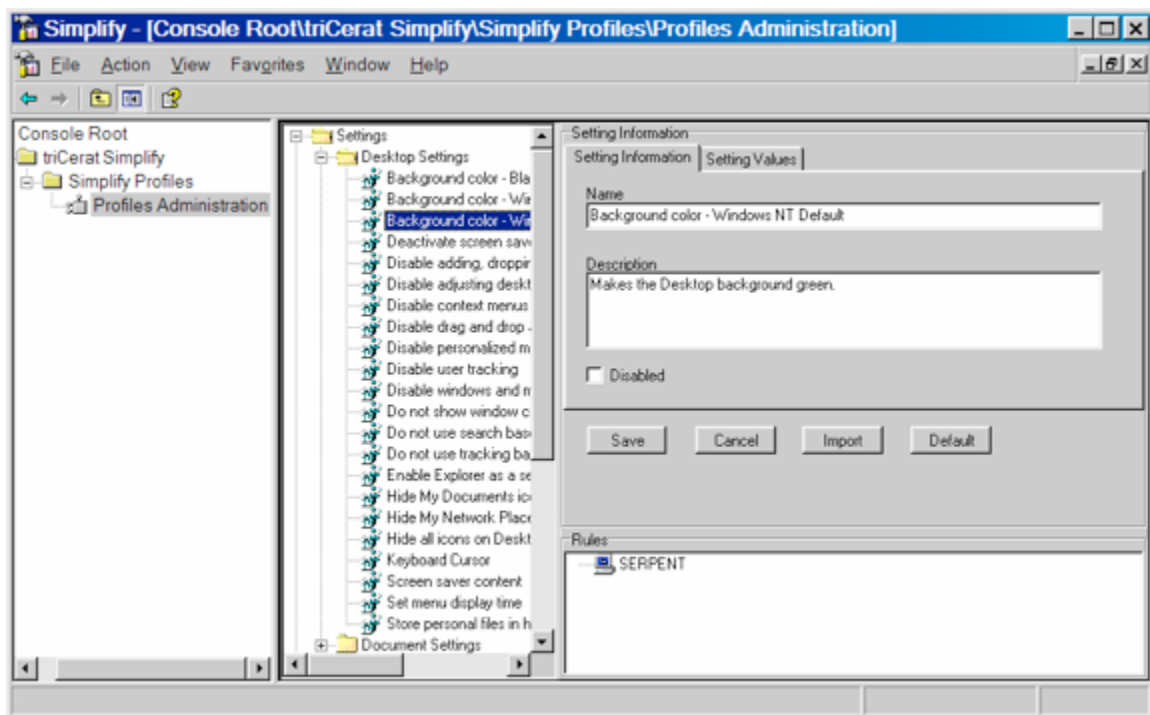 Simplify - [Console Root\triCerat Simplify\Simplify Profiles\Profiles Administration]
File Action View Favorites Window Help
Console Root
triCerat Simplify
Simplify Profiles
Profiles Administration
Settings
Desktop Settings
Background color - Bla
Background color - Wir
Background color - Wir
Deactivate screen save
Disable adding, droppir
Disable adjusting deskt
Disable context menus
Disable drag and drop -
Disable personalized m
Disable user tracking
Disable windows and m
Do not show window c
Do not use search base
Do not use tracking ba
Enable Explorer as a se
Hide My Documents ico
Hide My Network Place
Hide all icons on Deskt
Keyboard Cursor
Screen saver content
Set menu display time
Store personal files in h
Document Settings
Setting Information
Setting Information Setting Values
Name
Background color - Windows NT Default
Description
Makes the Desktop background green.
Disabled
Save Cancel Import Default
Rules
SERPENT